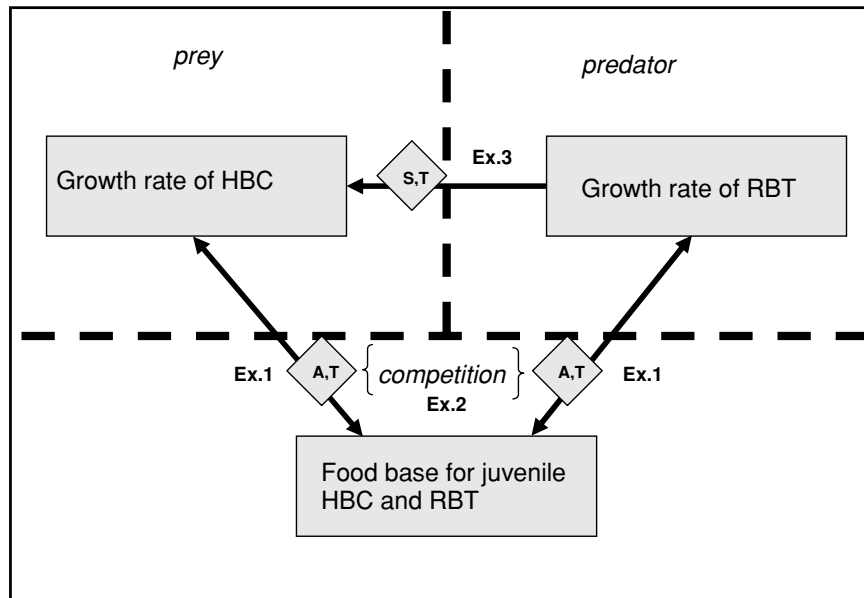 prey
predator
Ex.3
S,T
Growth rate of HBC
Growth rate of RBT
A,T
competition
A,T
Ex.1
Ex.2
Ex.1
Food base for juvenile
HBC and RBT